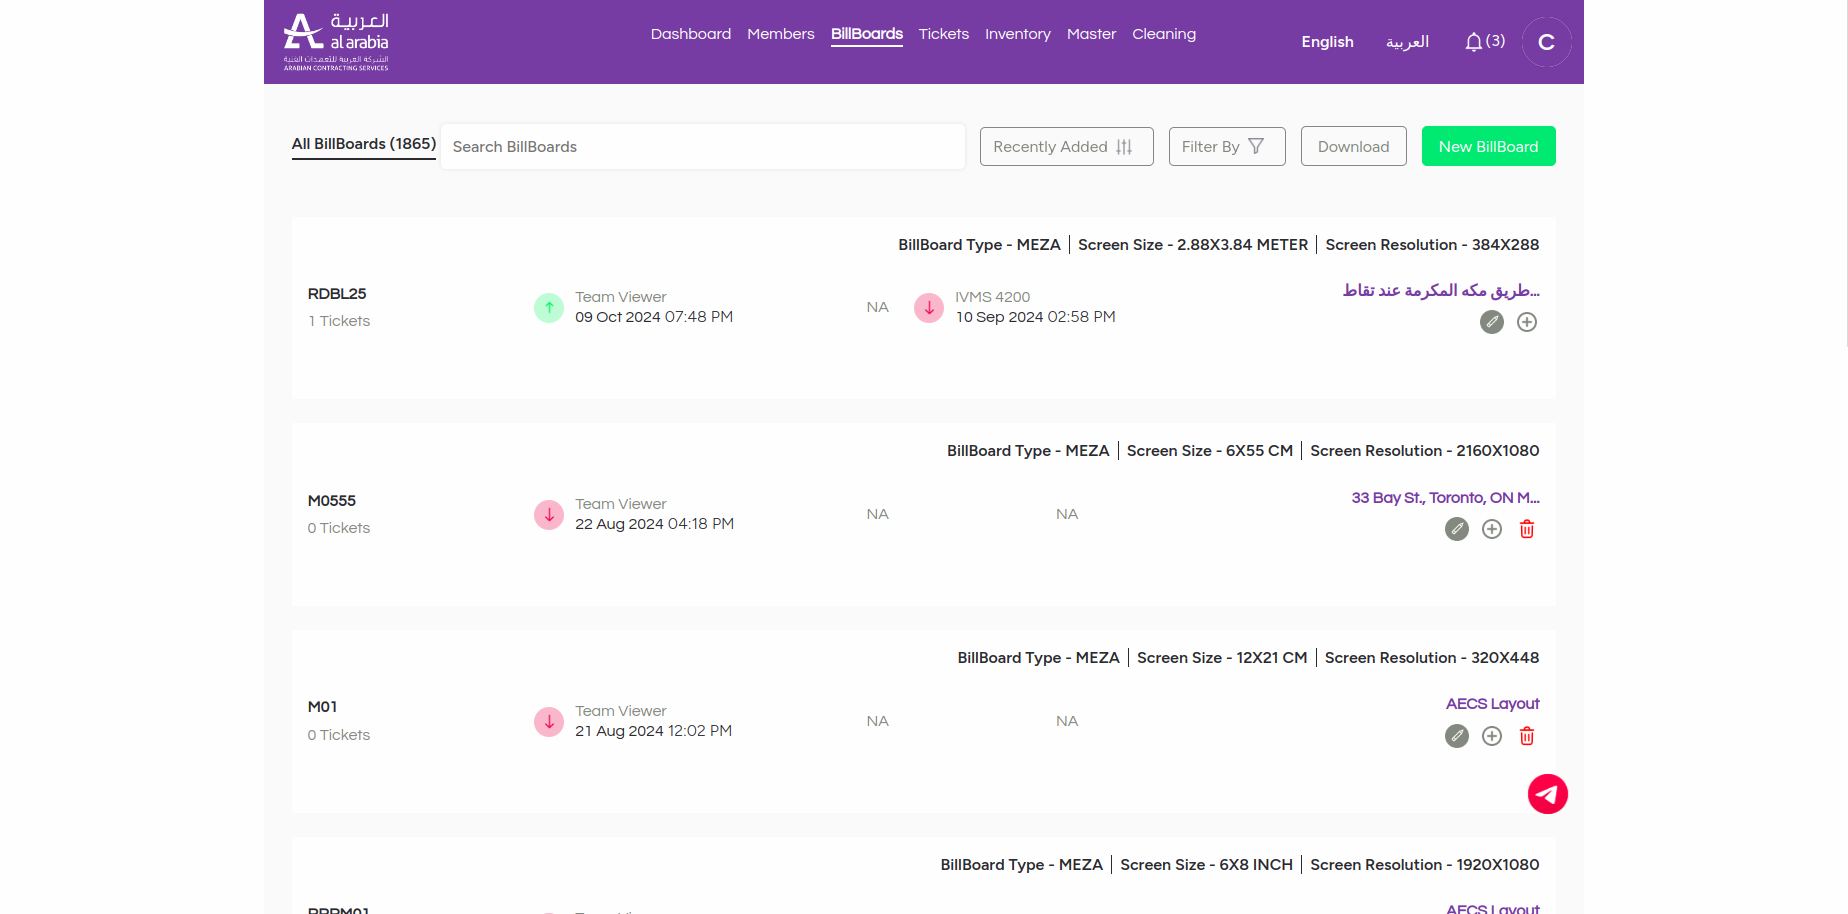 العربية
al arabia
الشركة العربية للتعهدات الفنية
ARABIAN CONTRACTING SERVICES
Dashboard Members BillBoards Tickets Inventory Master Cleaning
English العربية (3) C
All BillBoards (1865) Search BillBoards Recently Added Filter By Download New BillBoard
BillBoard Type - MEZA Screen Size - 2.88X3.84 METER Screen Resolution - 384X288
RDBL25 Team Viewer IVMS 4200 طريق مكه المكرمة عند تقاط...
1 Tickets 09 Oct 2024 07:48 PM NA 10 Sep 2024 02:58 PM
BillBoard Type - MEZA Screen Size - 6X55 CM Screen Resolution - 2160X1080
M0555 Team Viewer 33 Bay St., Toronto, ON M...
0 Tickets 22 Aug 2024 04:18 PM NA NA
BillBoard Type - MEZA Screen Size - 12X21 CM Screen Resolution - 320X448
M01 Team Viewer AECS Layout
0 Tickets 21 Aug 2024 12:02 PM NA NA
BillBoard Type - MEZA Screen Size - 6X8 INCH Screen Resolution - 1920X1080
AECS Layout